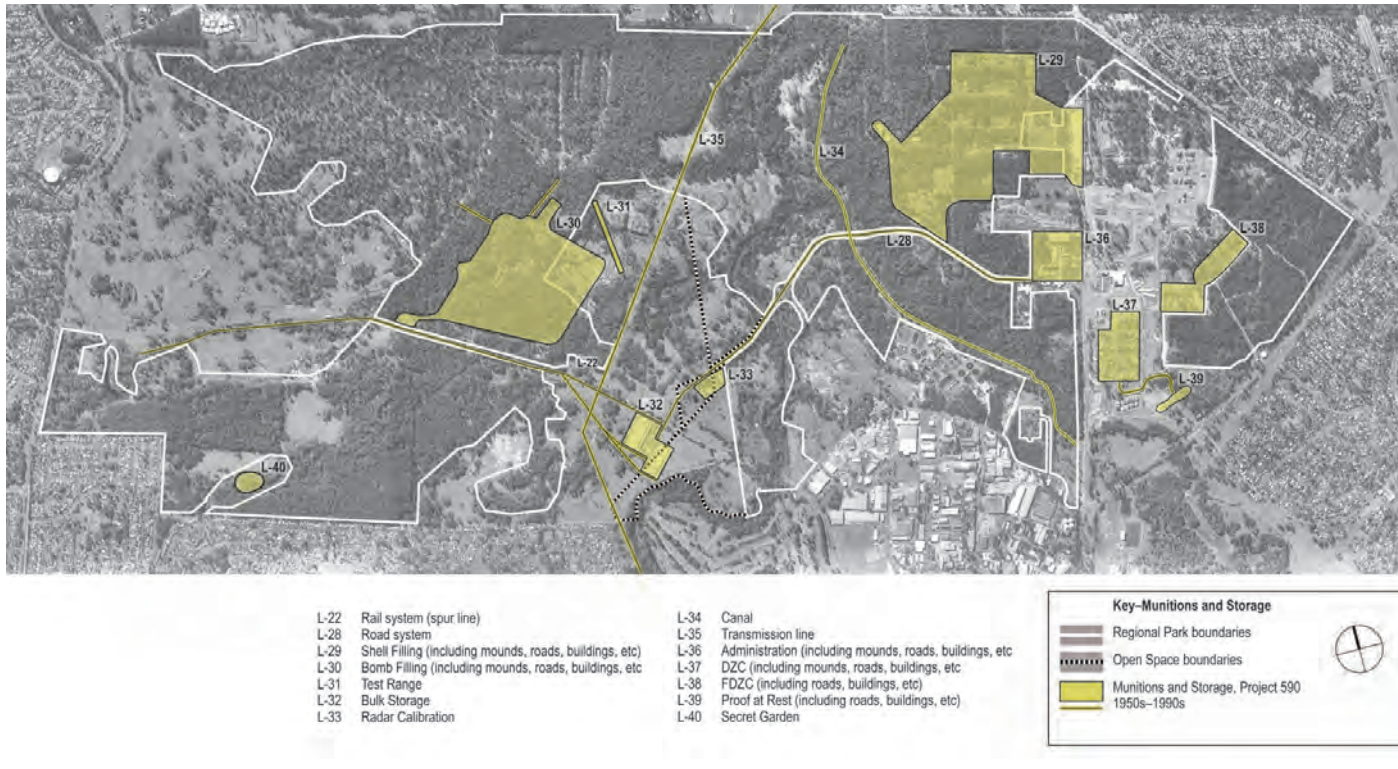 L-29
L-35
L-34
L-31
L-30
L-28
L-36
L-38
L-37
L-22
L-33
L-39
L-32
L-40
L-22 Rail system (spur line)
L-28 Road system
L-29 Shell Filling (including mounds, roads, buildings, etc)
L-30 Bomb Filling (including mounds, roads, buildings, etc
L-31 Test Range
L-32 Bulk Storage
L-33 Radar Calibration
L-34 Canal
L-35 Transmission line
L-36 Administration (including mounds, roads, buildings, etc
L-37 DZC (including mounds, roads, buildings, etc
L-38 FDZC (including roads, buildings, etc)
L-39 Proof at Rest (including roads, buildings, etc)
L-40 Secret Garden
Key–Munitions and Storage
Regional Park boundaries
Open Space boundaries
Munitions and Storage, Project 590
1950s–1990s